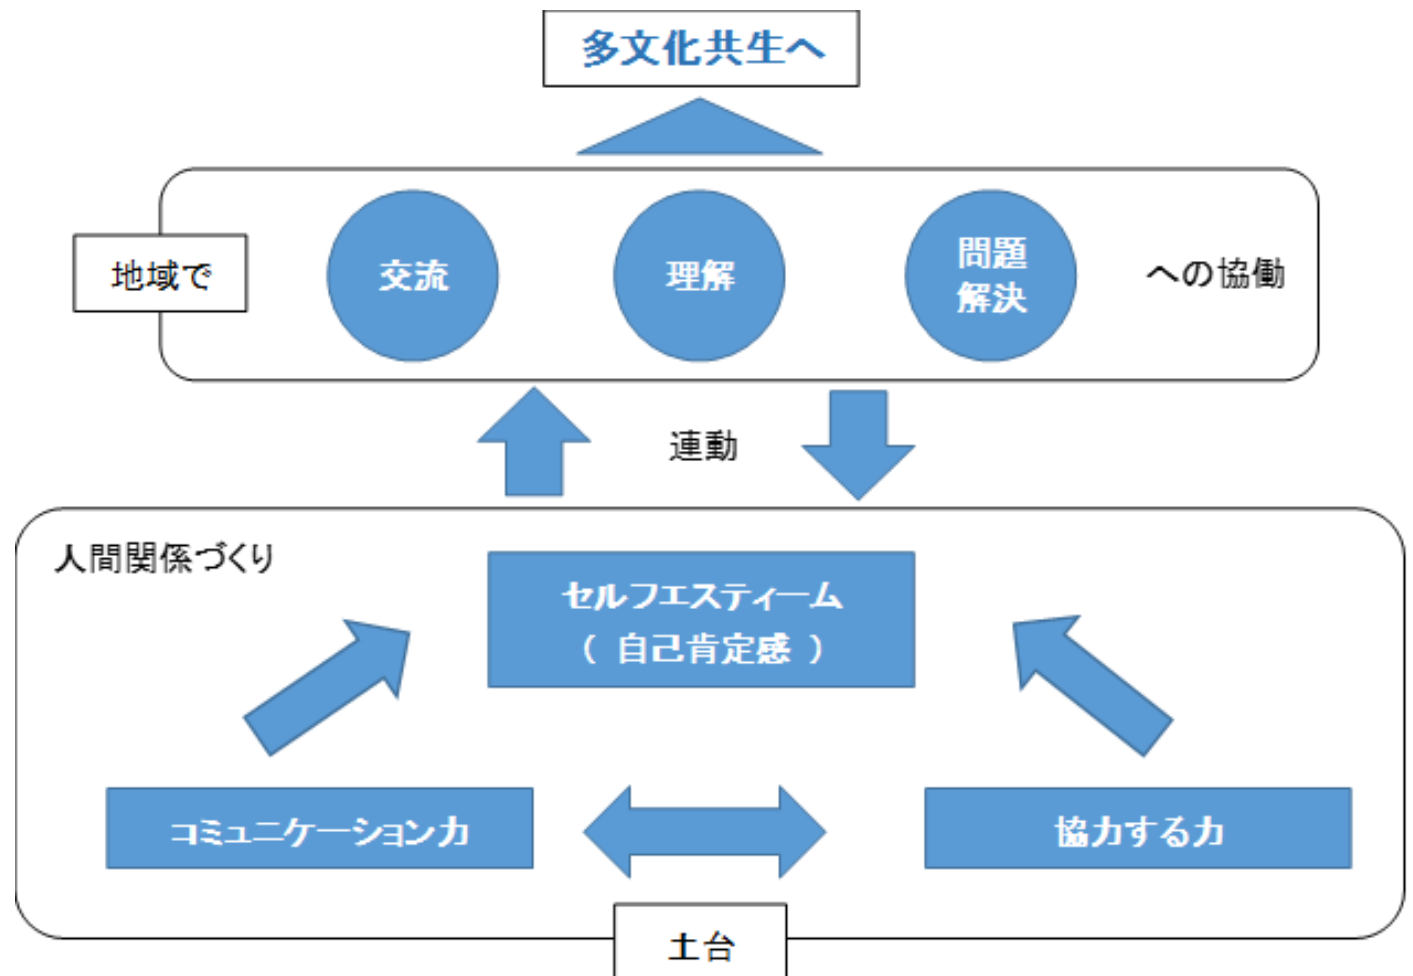 多文化共生へ
地域で
交流
理解
問題
解決
への協働
連動
人間関係づくり
セルフエスティーム
（ 自己肯定感 ）
コミュニケーション力
協力する力
土台